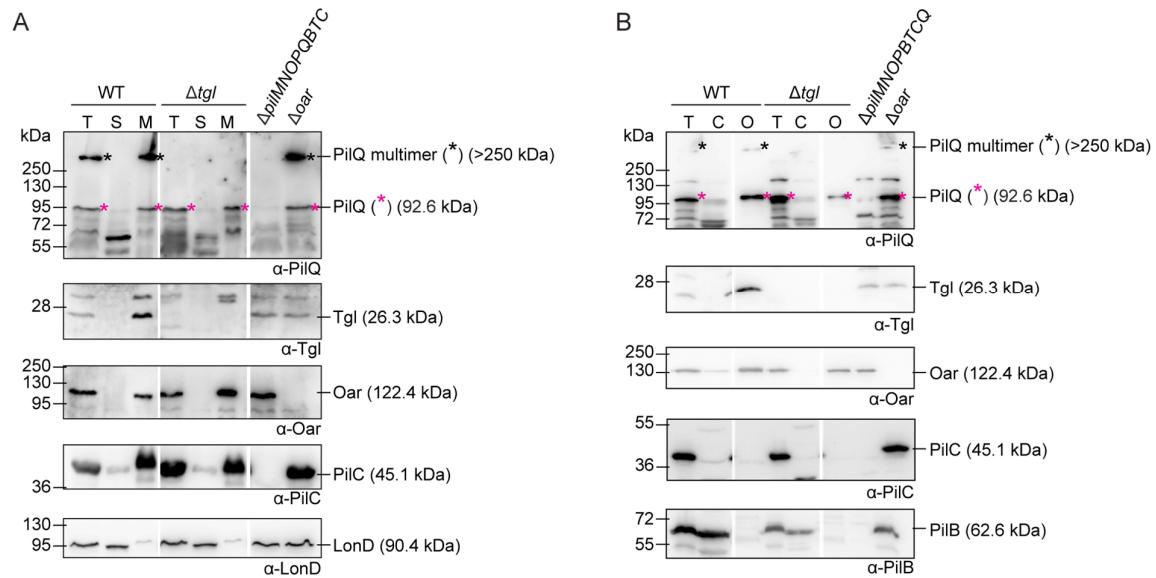 A
WT Δtgl ΔpilMNOPQBTC Δoar
T S M T S M
kDa
250
130
95
72
55
* * *
* * * * *
PilQ multimer (*) (>250 kDa)
PilQ (*) (92.6 kDa)
α-PilQ
28
Tgl (26.3 kDa)
α-Tgl
250
130
95
Oar (122.4 kDa)
α-Oar
36
PilC (45.1 kDa)
α-PilC
130
95
LonD (90.4 kDa)
α-LonD
B
WT Δtgl ΔpilMNOPBTCQ Δoar
T C O T C O
kDa
250
130
95
72
* * *
* * * * *
PilQ multimer (*) (>250 kDa)
PilQ (*) (92.6 kDa)
α-PilQ
28
Tgl (26.3 kDa)
α-Tgl
250
130
Oar (122.4 kDa)
α-Oar
55
36
PilC (45.1 kDa)
α-PilC
72
55
PilB (62.6 kDa)
α-PilB